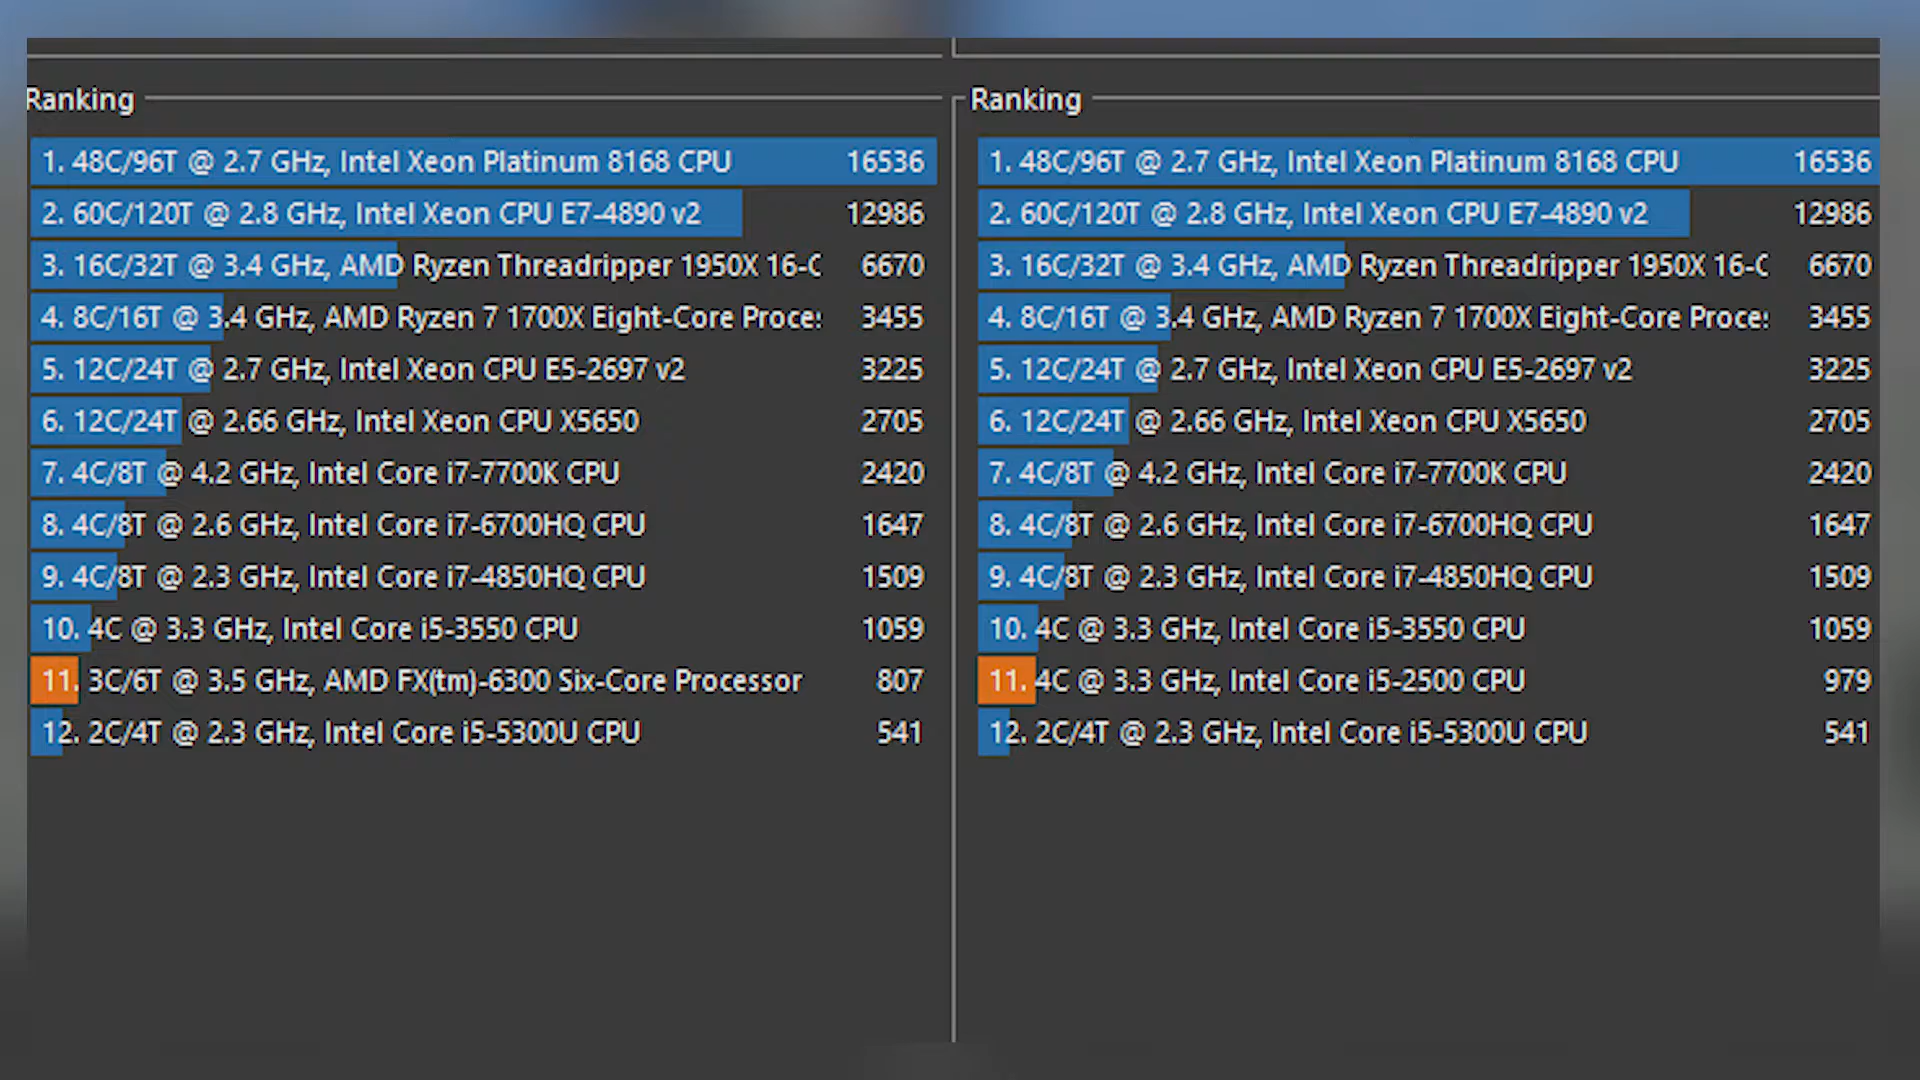 Ranking
1. 48C/96T @ 2.7 GHz, Intel Xeon Platinum 8168 CPU 16536
2. 60C/120T @ 2.8 GHz, Intel Xeon CPU E7-4890 v2 12986
3. 16C/32T @ 3.4 GHz, AMD Ryzen Threadripper 1950X 16-C 6670
4. 8C/16T @ 3.4 GHz, AMD Ryzen 7 1700X Eight-Core Proces 3455
5. 12C/24T @ 2.7 GHz, Intel Xeon CPU E5-2697 v2 3225
6. 12C/24T @ 2.66 GHz, Intel Xeon CPU X5650 2705
7. 4C/8T @ 4.2 GHz, Intel Core i7-7700K CPU 2420
8. 4C/8T @ 2.6 GHz, Intel Core i7-6700HQ CPU 1647
9. 4C/8T @ 2.3 GHz, Intel Core i7-4850HQ CPU 1509
10. 4C @ 3.3 GHz, Intel Core i5-3550 CPU 1059
11. 3C/6T @ 3.5 GHz, AMD FX(tm)-6300 Six-Core Processor 807
12. 2C/4T @ 2.3 GHz, Intel Core i5-5300U CPU 541
Ranking
1. 48C/96T @ 2.7 GHz, Intel Xeon Platinum 8168 CPU 16536
2. 60C/120T @ 2.8 GHz, Intel Xeon CPU E7-4890 v2 12986
3. 16C/32T @ 3.4 GHz, AMD Ryzen Threadripper 1950X 16-C 6670
4. 8C/16T @ 3.4 GHz, AMD Ryzen 7 1700X Eight-Core Proces 3455
5. 12C/24T @ 2.7 GHz, Intel Xeon CPU E5-2697 v2 3225
6. 12C/24T @ 2.66 GHz, Intel Xeon CPU X5650 2705
7. 4C/8T @ 4.2 GHz, Intel Core i7-7700K CPU 2420
8. 4C/8T @ 2.6 GHz, Intel Core i7-6700HQ CPU 1647
9. 4C/8T @ 2.3 GHz, Intel Core i7-4850HQ CPU 1509
10. 4C @ 3.3 GHz, Intel Core i5-3550 CPU 1059
11. 4C @ 3.3 GHz, Intel Core i5-2500 CPU 979
12. 2C/4T @ 2.3 GHz, Intel Core i5-5300U CPU 541